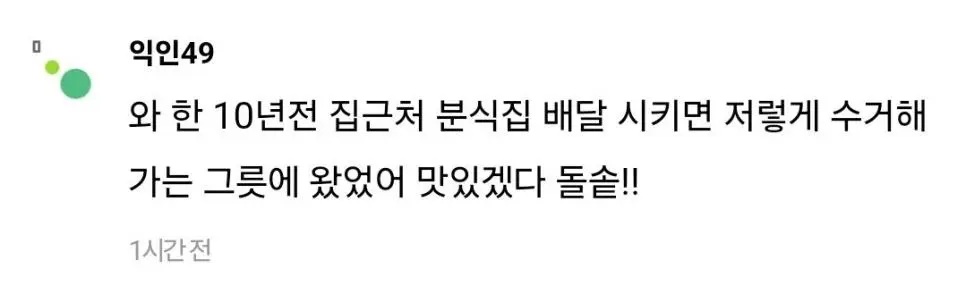 익인49
와 한 10년전 집근처 분식집 배달 시키면 저렇게 수거해
가는 그릇에 왔었어 맛있겠다 돌솥!!
1시간 전